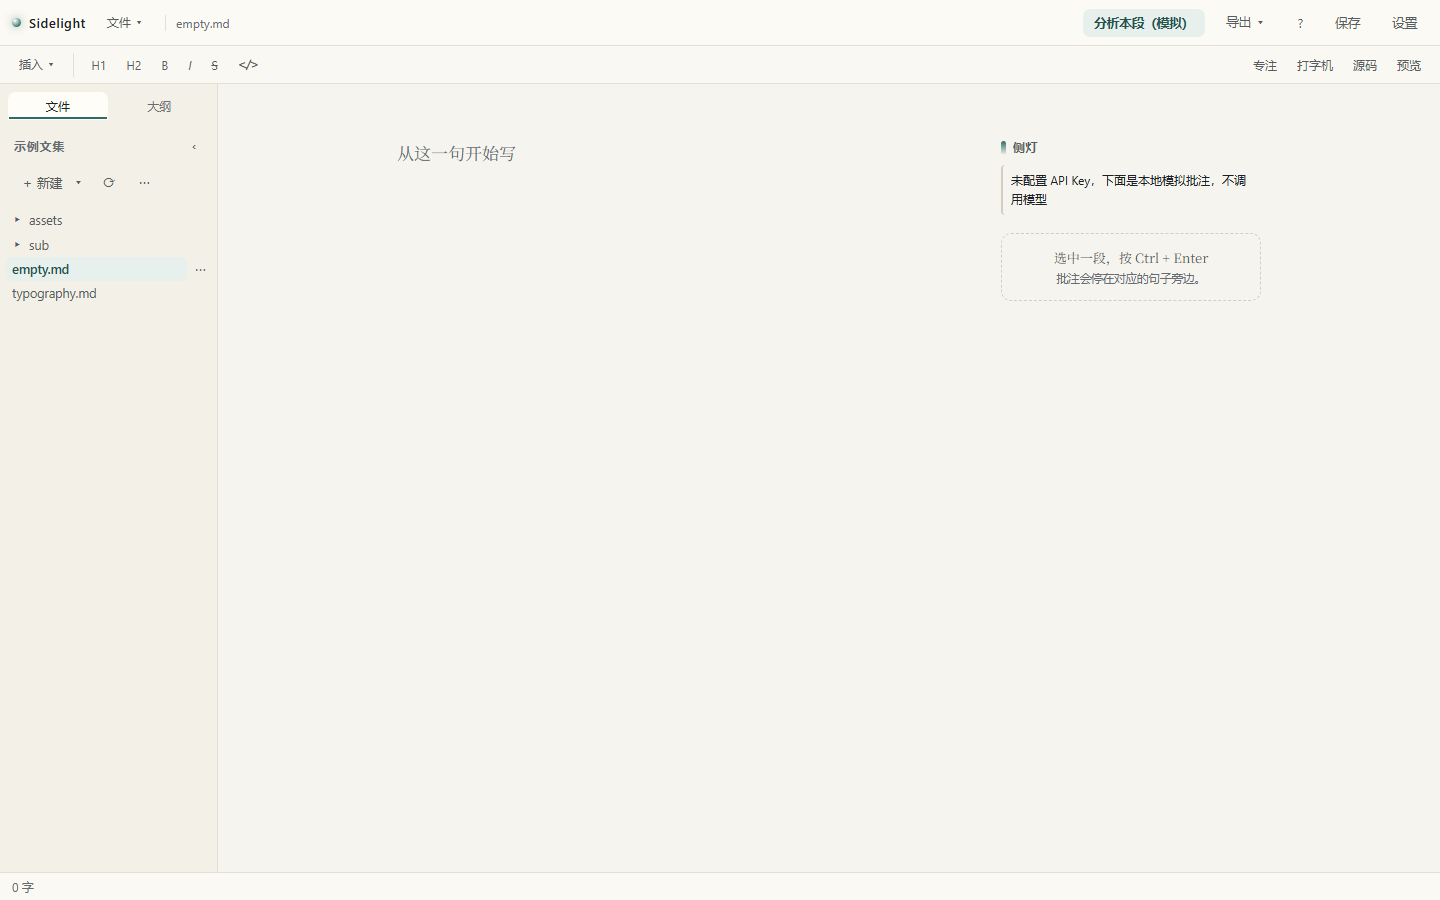 Sidelight 文件 empty.md 分析本段（模拟） 导出 ? 保存 设置
插入 H1 H2 B I S </> 专注 打字机 源码 预览
文件 大纲
示例文集
+ 新建 ···
assets
sub
empty.md ···
typography.md
从这一句开始写
侧灯
未配置 API Key，下面是本地模拟批注，不调
用模型
选中一段，按 Ctrl + Enter
批注会停在对应的句子旁边。
0 字